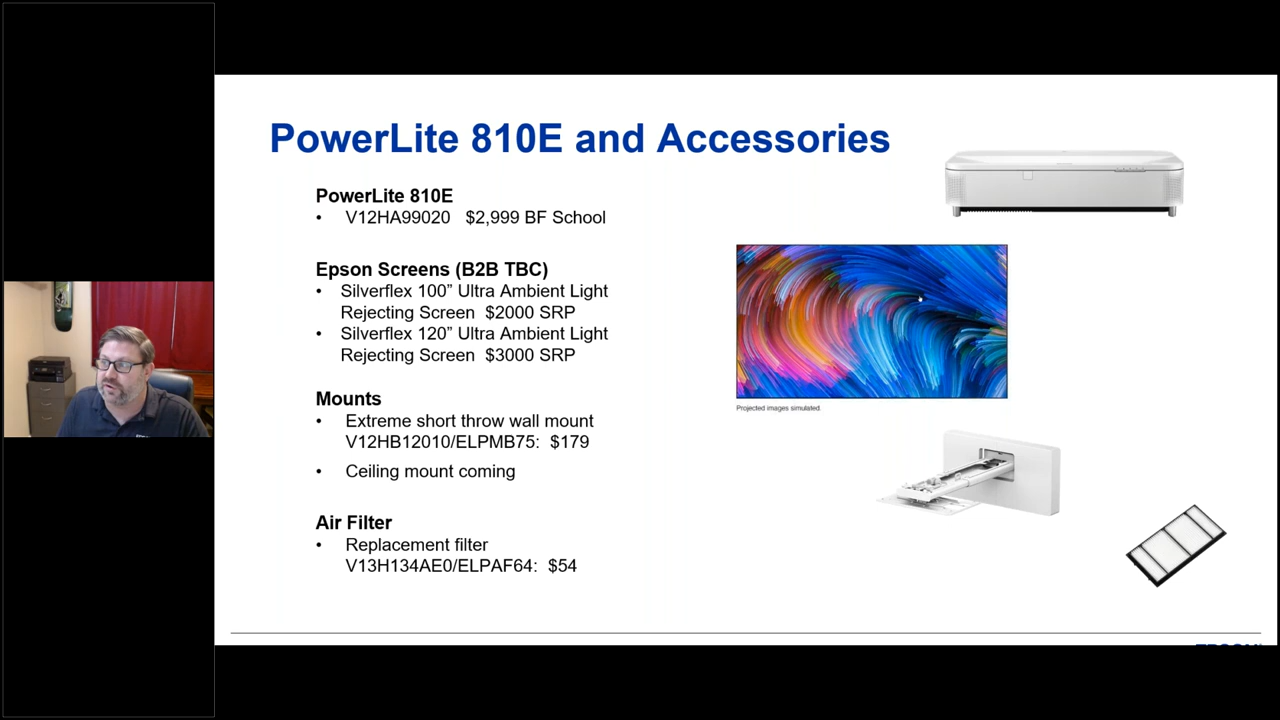 PowerLite 810E and Accessories
PowerLite 810E
• V12HA99020 $2,999 BF School
Epson Screens (B2B TBC)
• Silverflex 100” Ultra Ambient Light
Rejecting Screen $2000 SRP
• Silverflex 120” Ultra Ambient Light
Rejecting Screen $3000 SRP
Mounts
• Extreme short throw wall mount
V12HB12010/ELPMB75: $179
• Ceiling mount coming
Air Filter
• Replacement filter
V13H134AE0/ELPAF64: $54
Projected images simulated.